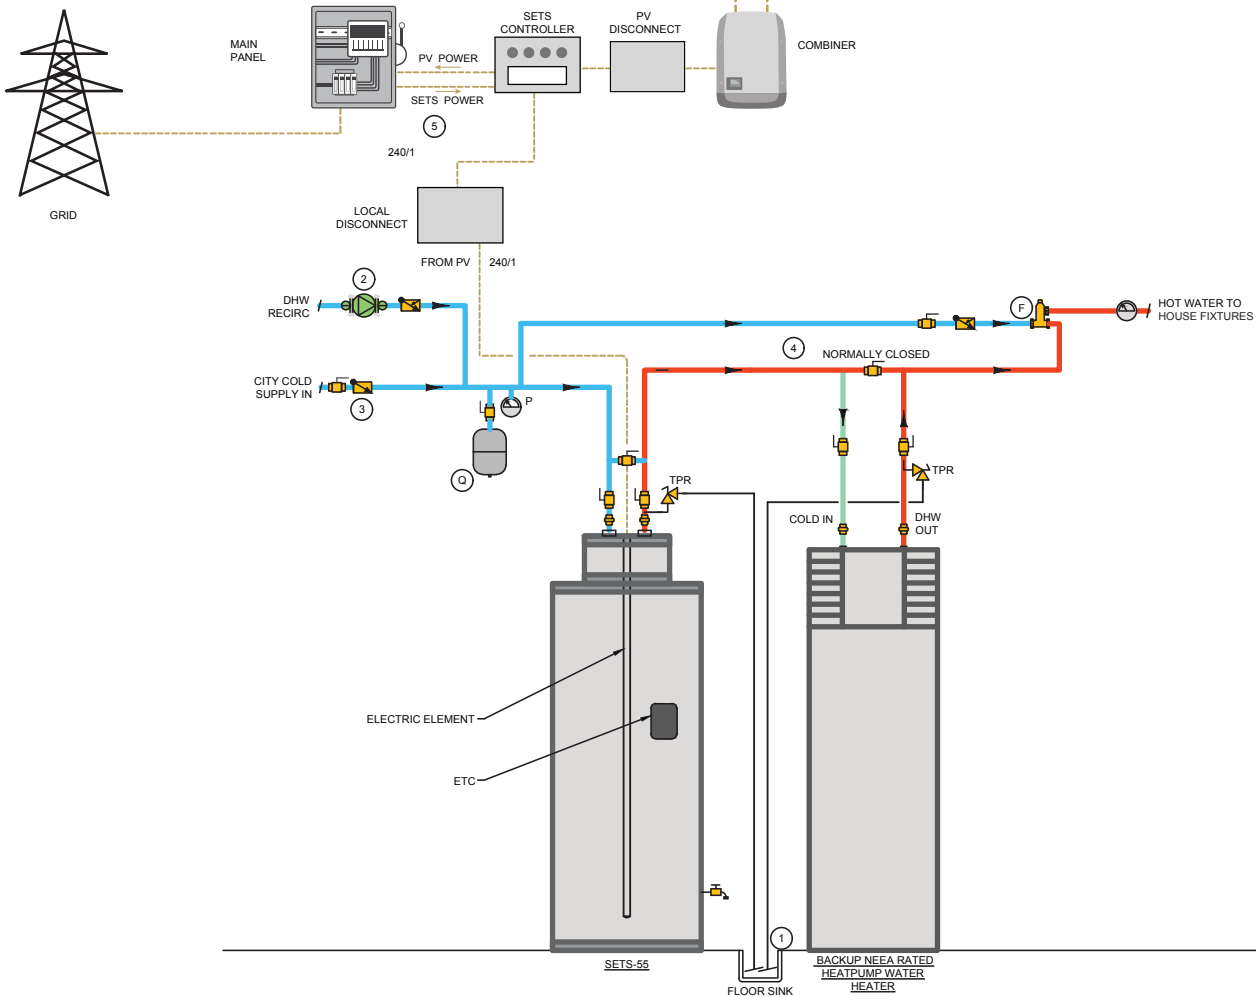 SETS
CONTROLLER
PV
DISCONNECT
MAIN
PANEL
COMBINER
PV POWER
SETS POWER
5
240/1
GRID
LOCAL
DISCONNECT
FROM PV 240/1
2
DHW
RECIRC
F
HOT WATER TO
HOUSE FIXTURES
4
NORMALLY CLOSED
CITY COLD
SUPPLY IN
3
P
Q
TPR
TPR
COLD IN
DHW
OUT
ELECTRIC ELEMENT
ETC
1
SETS-55
FLOOR SINK
BACKUP NEEA RATED
HEATPUMP WATER
HEATER